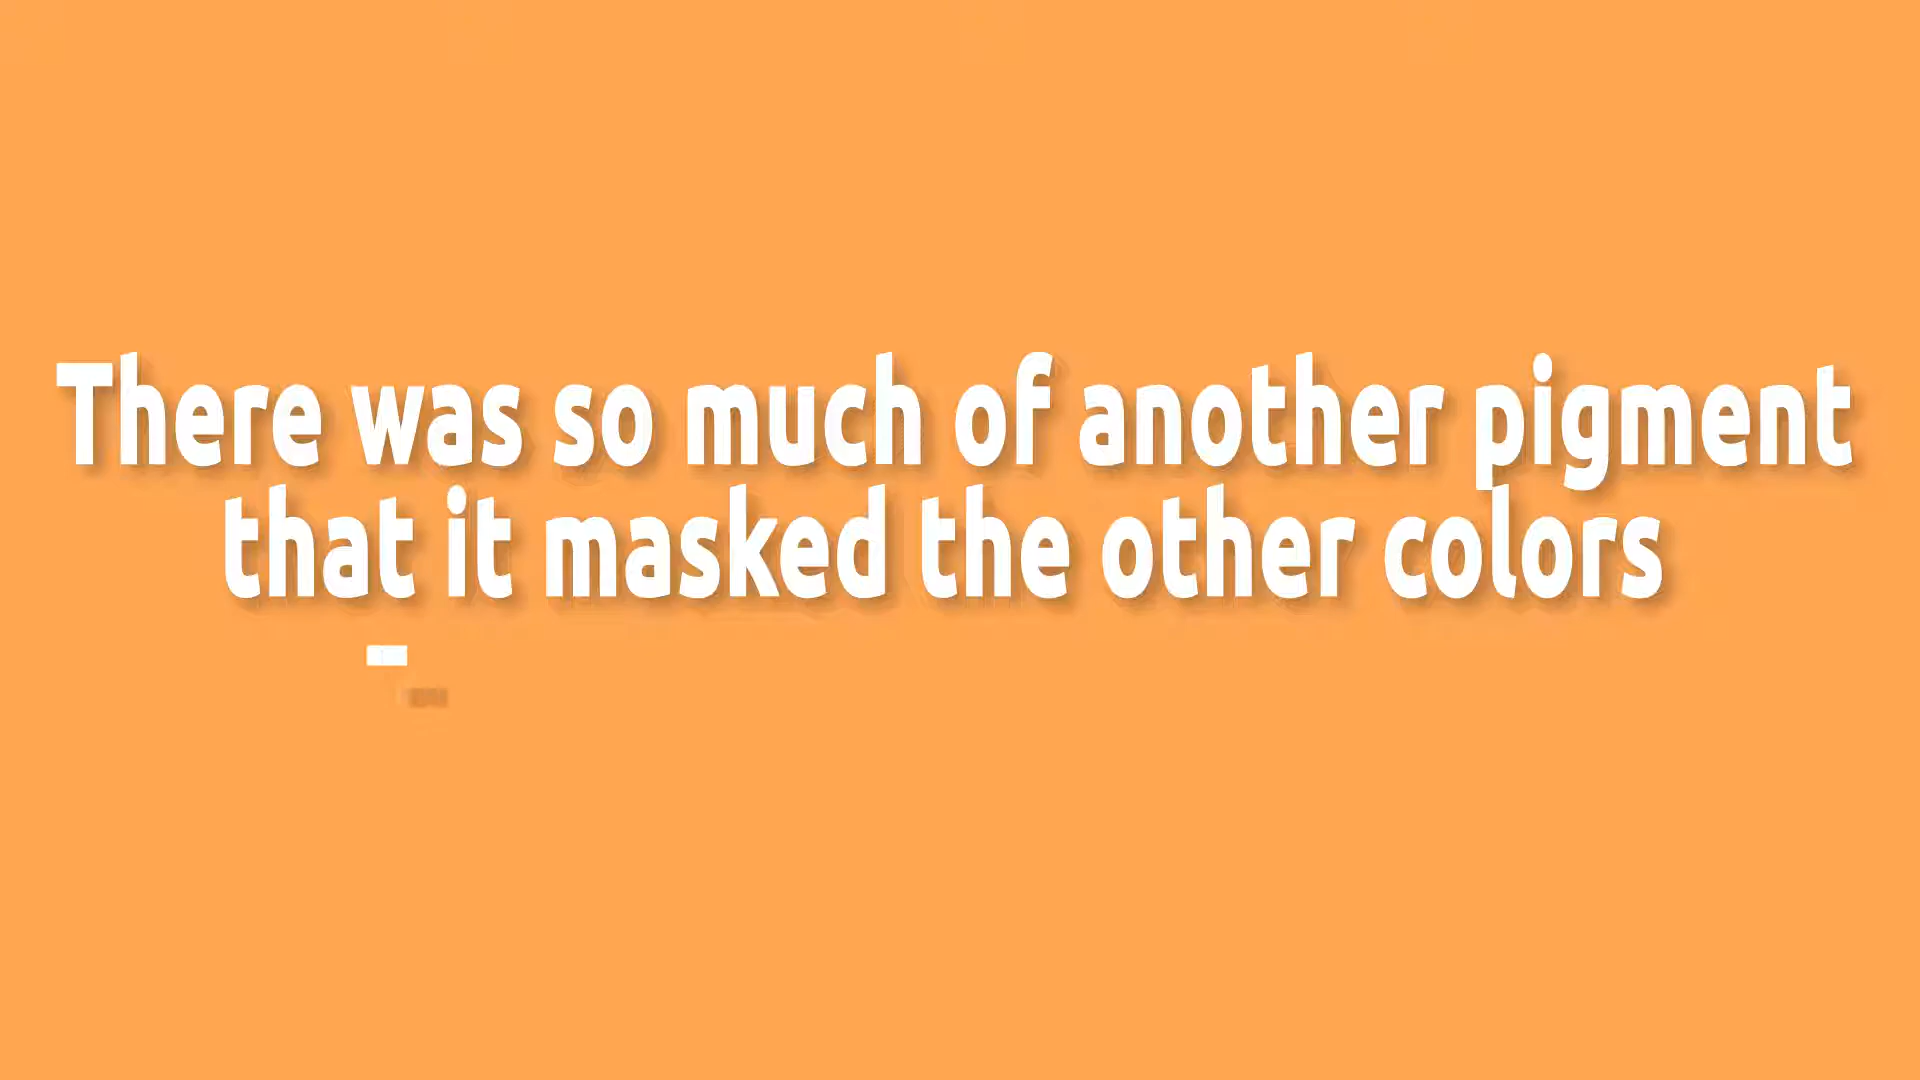 There was so much of another pigment
that it masked the other colors